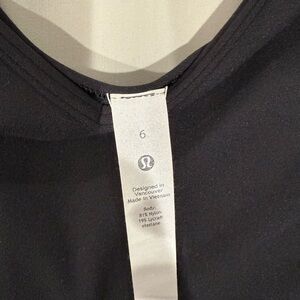 6
Designed in
Vancouver
Made in Vietnam
Body:
81% Nylon
19% Lycra®
elastane